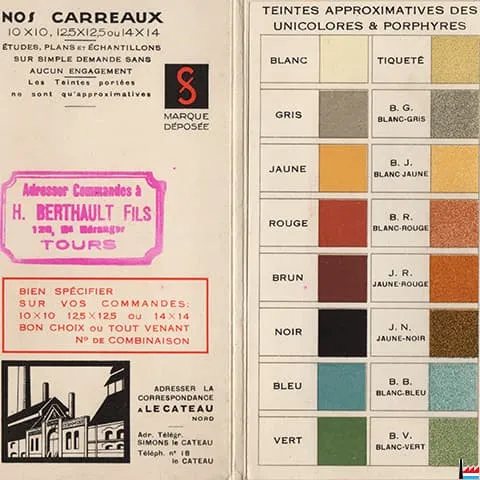 NOS CARREAUX
10 X 10, 12,5 X 12,5 ou 14 X 14
ÉTUDES, PLANS et ÉCHANTILLONS
SUR SIMPLE DEMANDE SANS
AUCUN ENGAGEMENT
Les Teintes portées
ne sont qu'approximatives
MARQUE
DÉPOSÉE
Adresser Commandes à
H. BERTHAULT FILS
TOURS
BIEN SPÉCIFIER
SUR VOS COMMANDES:
10 X 10 12,5 X 12,5 ou 14 X 14
BON CHOIX ou TOUT VENANT
No DE COMBINAISON
ADRESSER LA
CORRESPONDANCE
A LE CATEAU
NORD
Adr. Télégr.
SIMONS le CATEAU
Téléph. n° 18
le CATEAU
TEINTES APPROXIMATIVES DES
UNICOLORES & PORPHYRES
BLANC TIQUETÉ
GRIS B. G. BLANC-GRIS
JAUNE B. J. BLANC JAUNE
ROUGE B. R. BLANC-ROUGE
BRUN J. R. JAUNE-ROUGE
NOIR J. N. JAUNE-NOIR
BLEU B. B. BLANC-BLEU
VERT B. V. BLANC-VERT